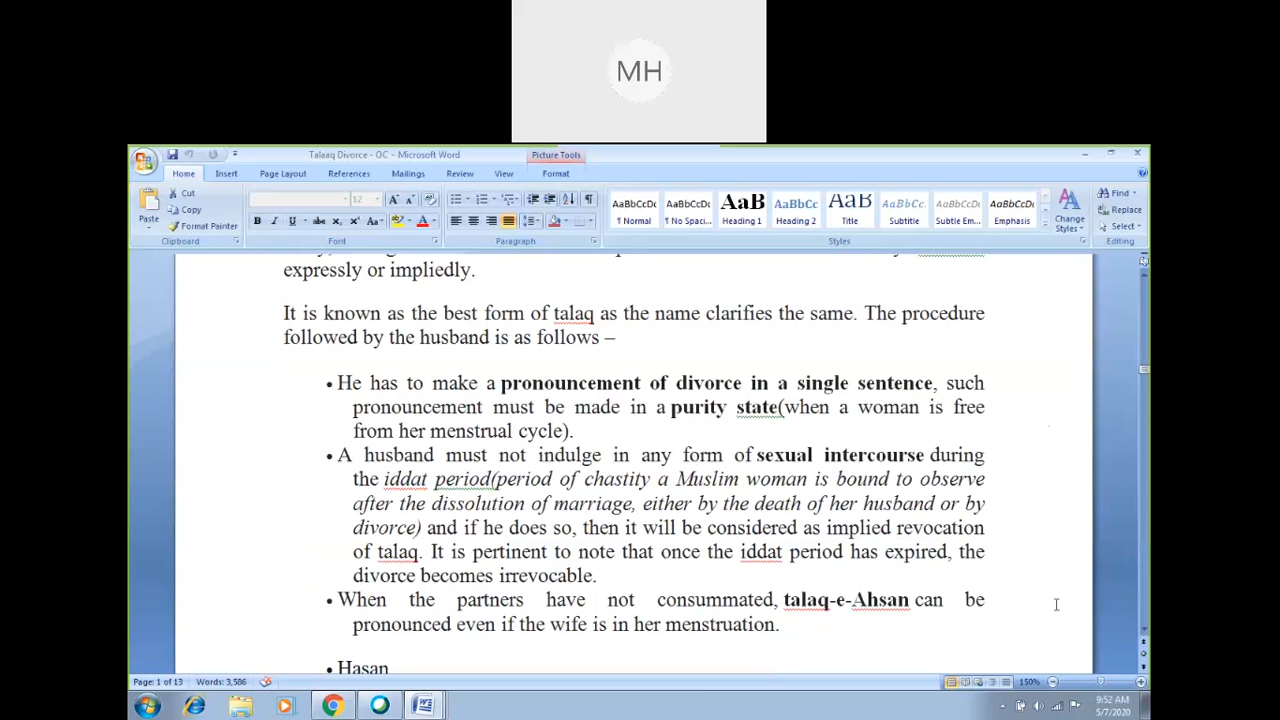 MH
Talaaq Divorce - OC - Microsoft Word
Picture Tools
Home Insert Page Layout References Mailings Review View Format
Paste
Cut
Copy
Format Painter
12
AaBbCcDc AaBbCcDc AaBbC AaBbCc AaB AaBbCc. AaBbCcDc AaBbCcDc
¶ Normal ¶ No Spaci... Heading 1 Heading 2 Title Subtitle Subtle Em... Emphasis
Change
Styles
Find
Replace
Select
Clipboard Font Paragraph Styles Editing
expressly or impliedly.
It is known as the best form of talaq as the name clarifies the same. The procedure
followed by the husband is as follows –
• He has to make a pronouncement of divorce in a single sentence, such
pronouncement must be made in a purity state(when a woman is free
from her menstrual cycle).
• A husband must not indulge in any form of sexual intercourse during
the iddat period(period of chastity a Muslim woman is bound to observe
after the dissolution of marriage, either by the death of her husband or by
divorce) and if he does so, then it will be considered as implied revocation
of talaq. It is pertinent to note that once the iddat period has expired, the
divorce becomes irrevocable.
• When the partners have not consummated, talaq-e-Ahsan can be
pronounced even if the wife is in her menstruation.
• Hasan
Page: 1 of 13 Words: 3,586 150%
9:52 AM
5/7/2020